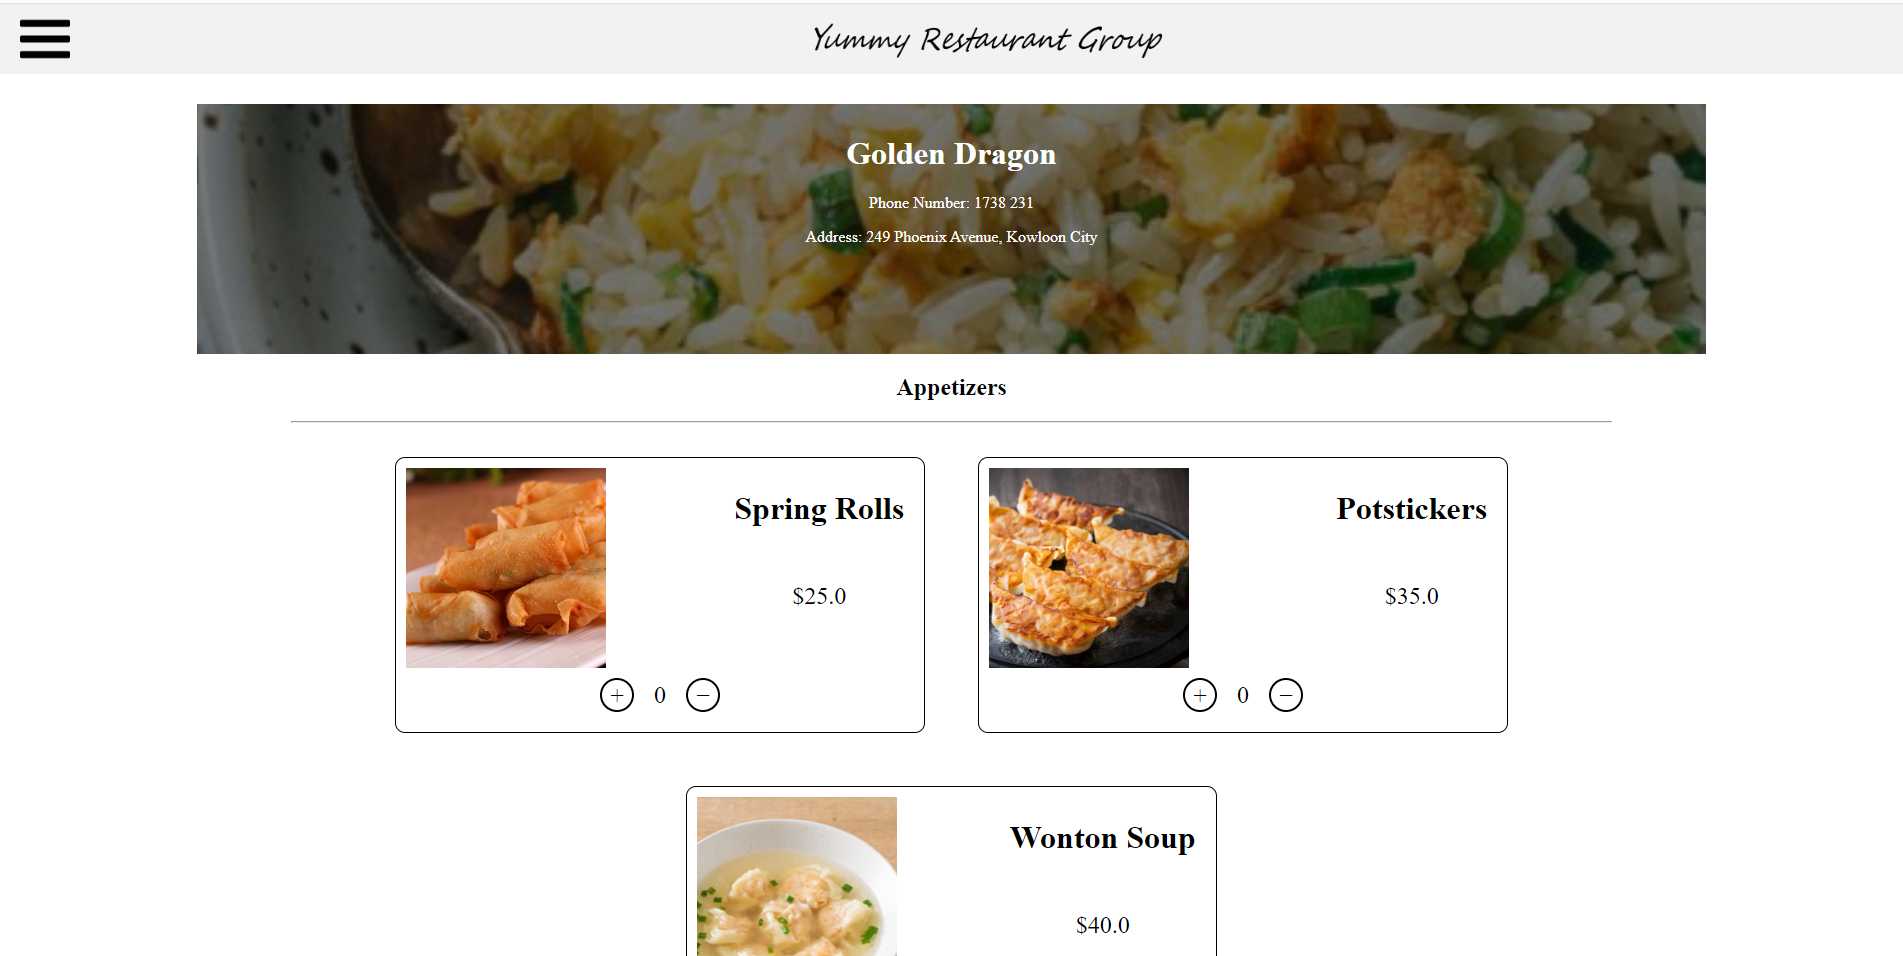 Yummy Restaurant Group
Golden Dragon
Phone Number: 1738 231
Address: 249 Phoenix Avenue, Kowloon City
Appetizers
Spring Rolls
$25.0
+ 0 −
Potstickers
$35.0
+ 0 −
Wonton Soup
$40.0